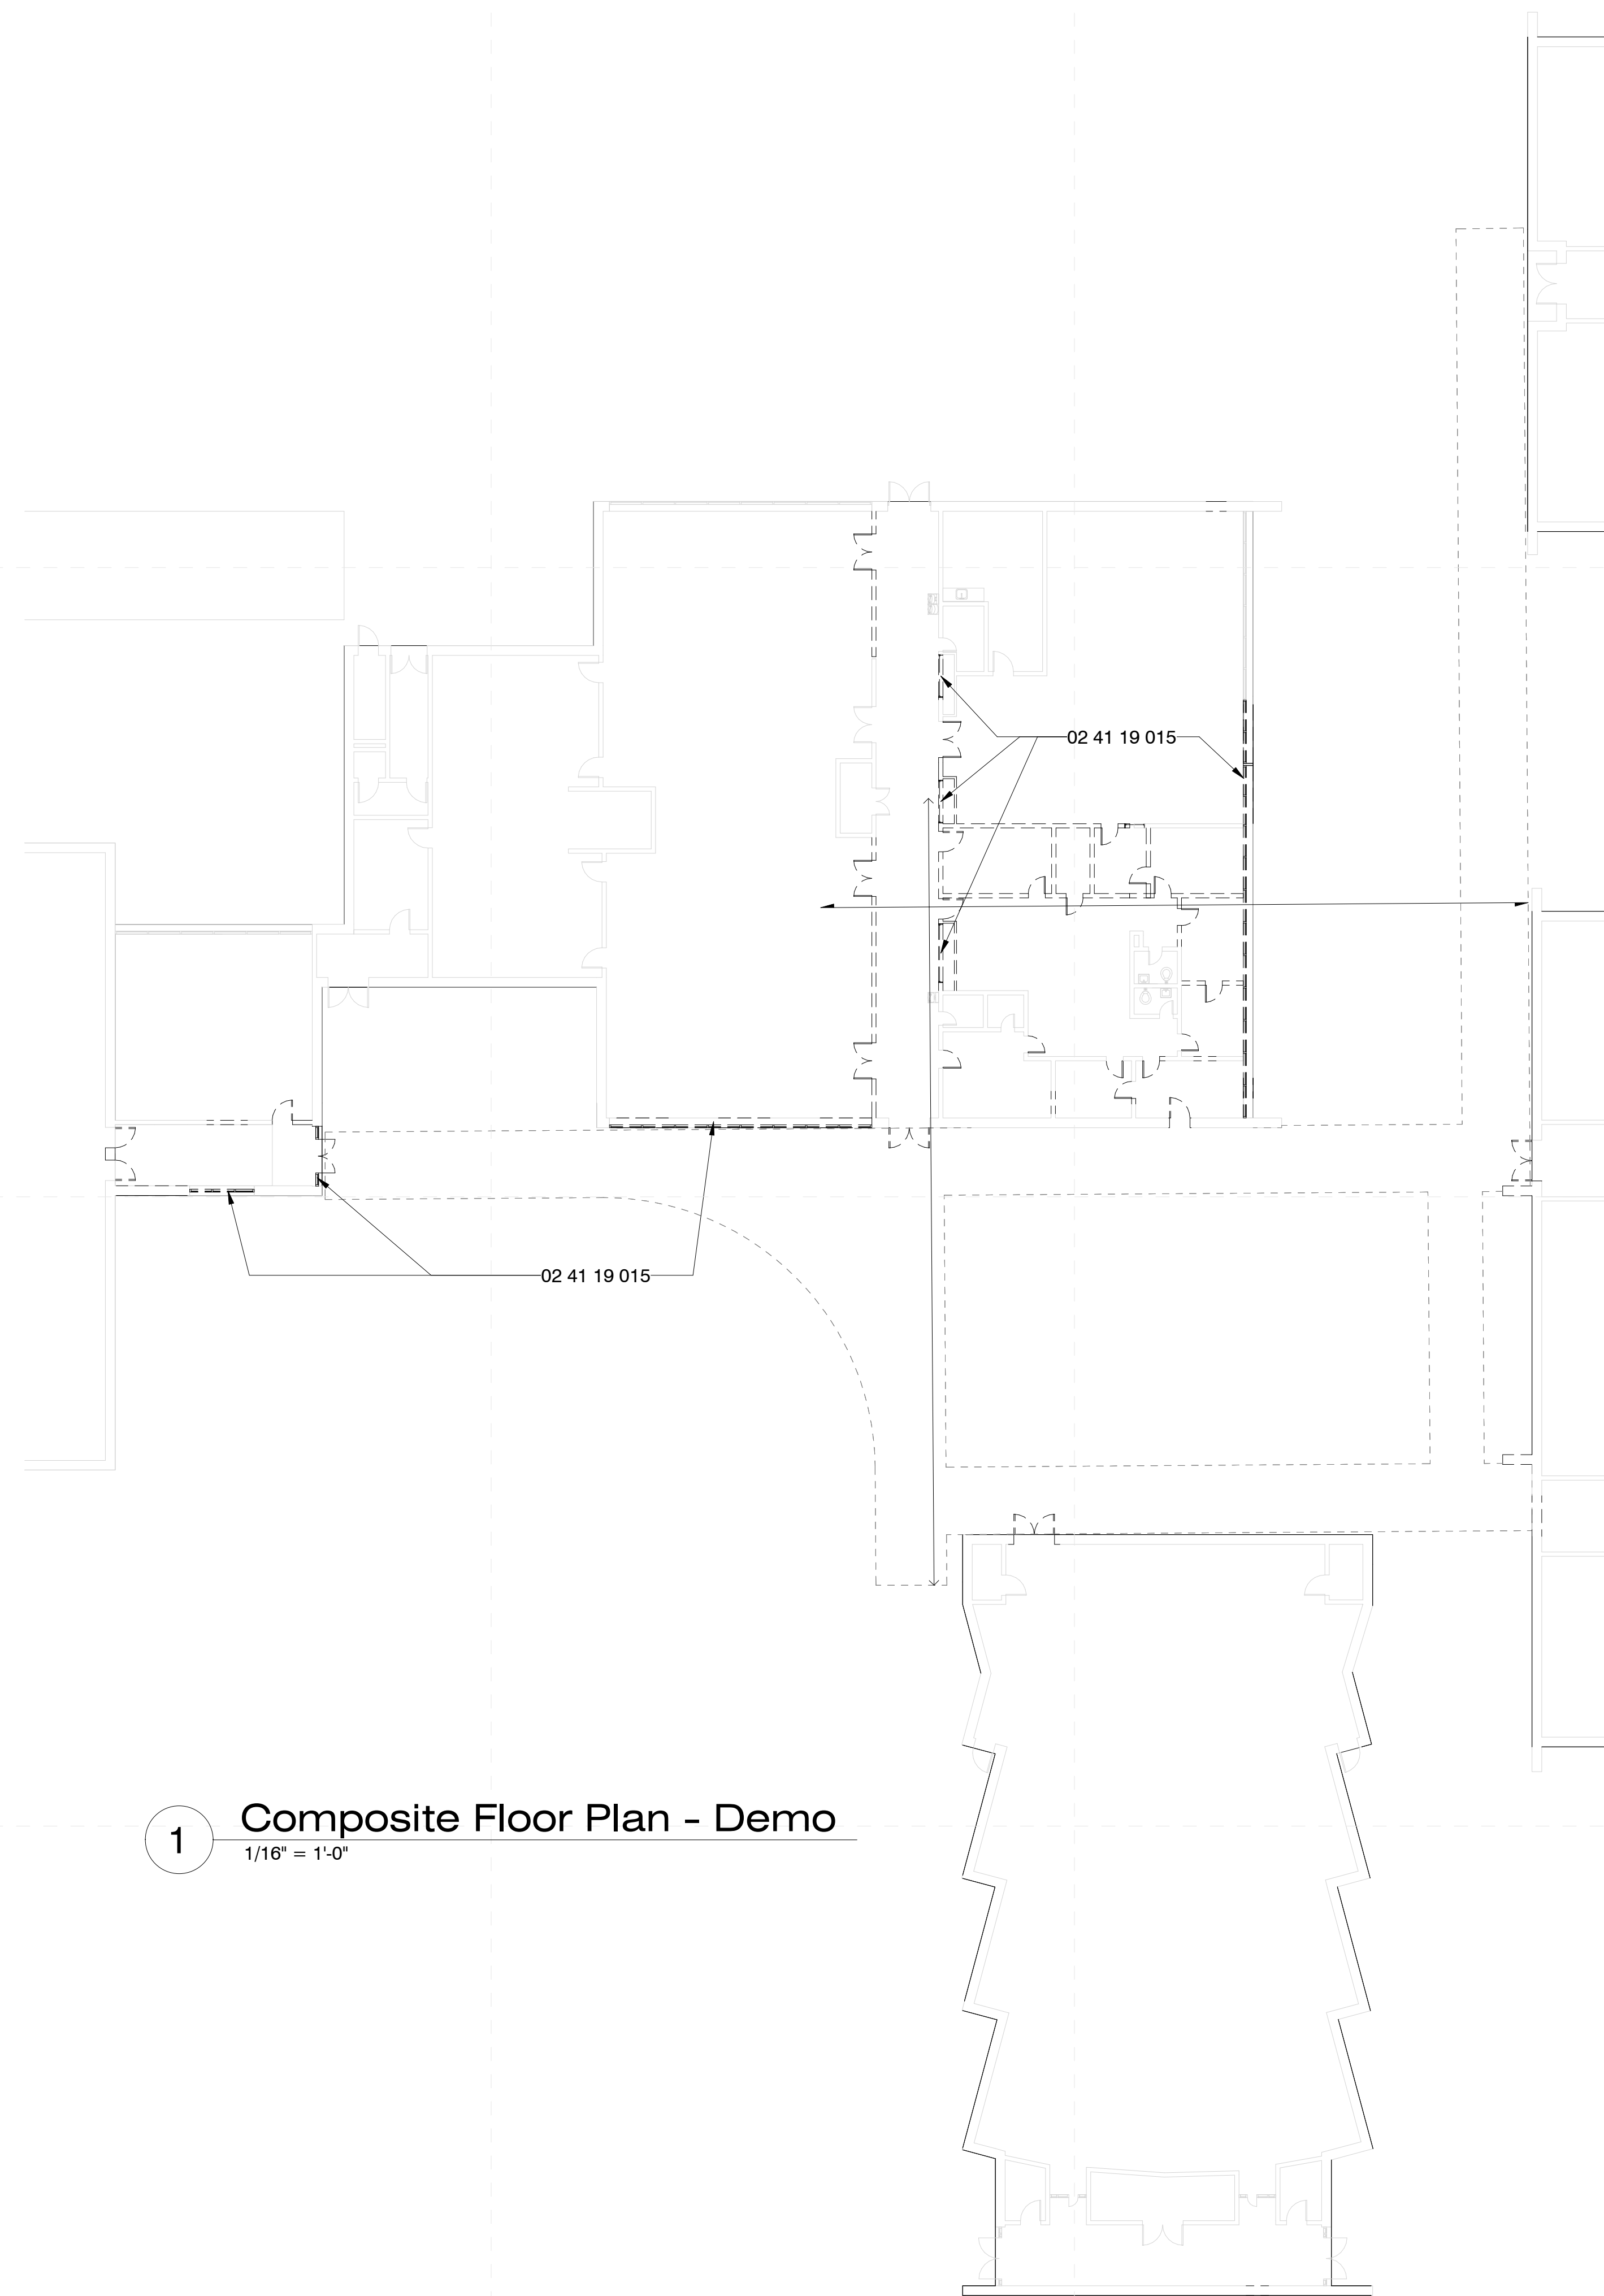 02 41 19 015
02 41 19 015
1
Composite Floor Plan - Demo
1/16" = 1'-0"